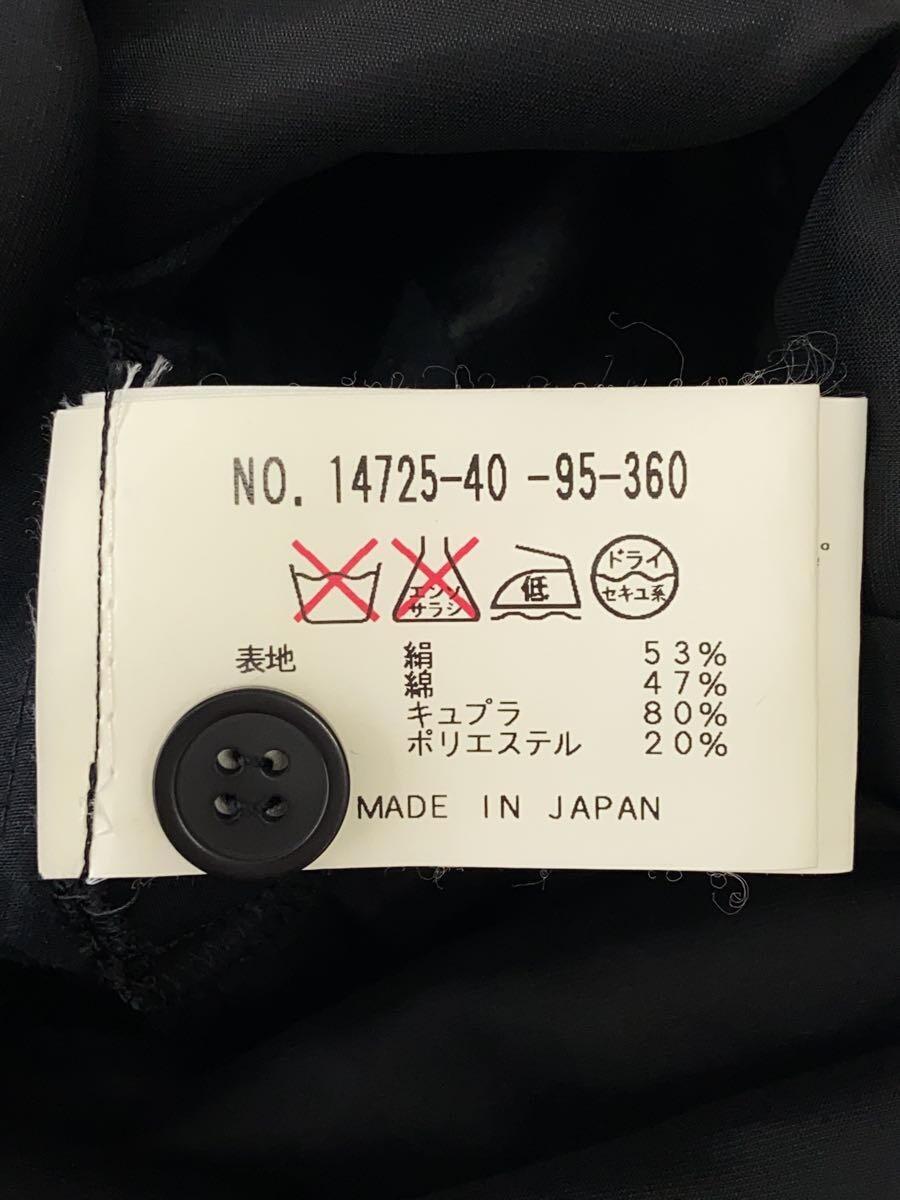 NO. 14725-40 -95-360
エンソ
サラシ
低
ドライ
セキユ系
表地 絹 53%
綿 47%
キュプラ 80%
ポリエステル 20%
MADE IN JAPAN